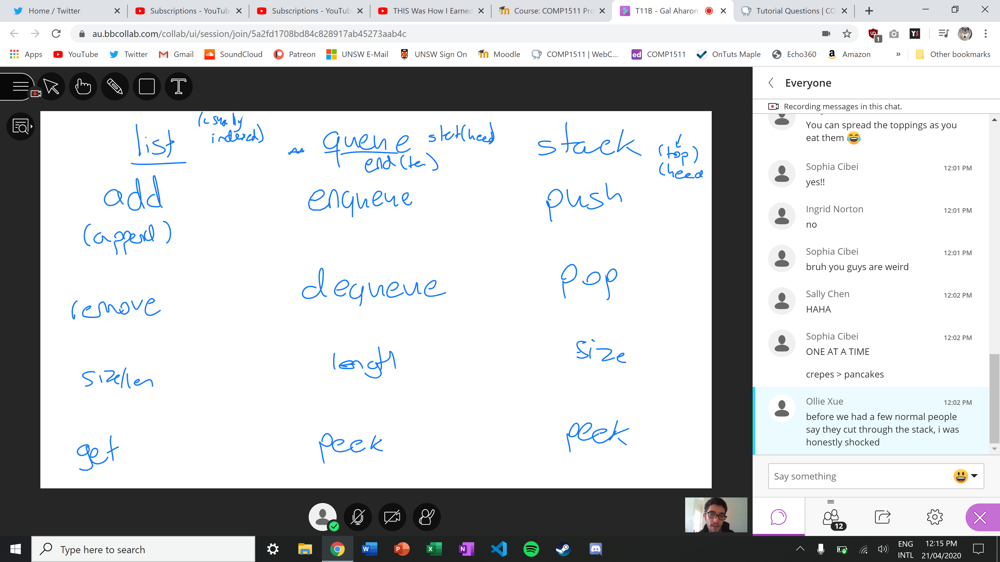 Home / Twitter
Subscriptions - YouTub
Subscriptions - YouTub
THIS Was How I Earned
Course: COMP1511 Pro
T11B - Gal Aharon
Tutorial Questions | CO
au.bbcollab.com/collab/ui/session/join/5a2fd1708bd84c828917ab45273aab4c
1
YS
Apps
YouTube
Twitter
Gmail
SoundCloud
Patreon
UNSW E-Mail
UNSW Sign On
Moodle
COMP1511 | WebC...
ed COMP1511
OnTuts Maple
Echo360
Amazon
»
Other bookmarks
T
list
indexed)
queue
end
stack
(top)
add
enqueue
push
(append)
remove
dequeue
pop
size/len
length
size
get
peek
peek
Everyone
Recording messages in this chat.
You can spread the toppings as you
eat them 😂
Sophia Cibei 12:01 PM
yes!!
Ingrid Norton 12:01 PM
no
Sophia Cibei 12:01 PM
bruh you guys are weird
Sally Chen 12:02 PM
HAHA
Sophia Cibei 12:02 PM
ONE AT A TIME
crepes > pancakes
Ollie Xue 12:02 PM
before we had a few normal people
say they cut through the stack, i was
honestly shocked
Say something
12
Type here to search
ENG
INTL
12:15 PM
21/04/2020